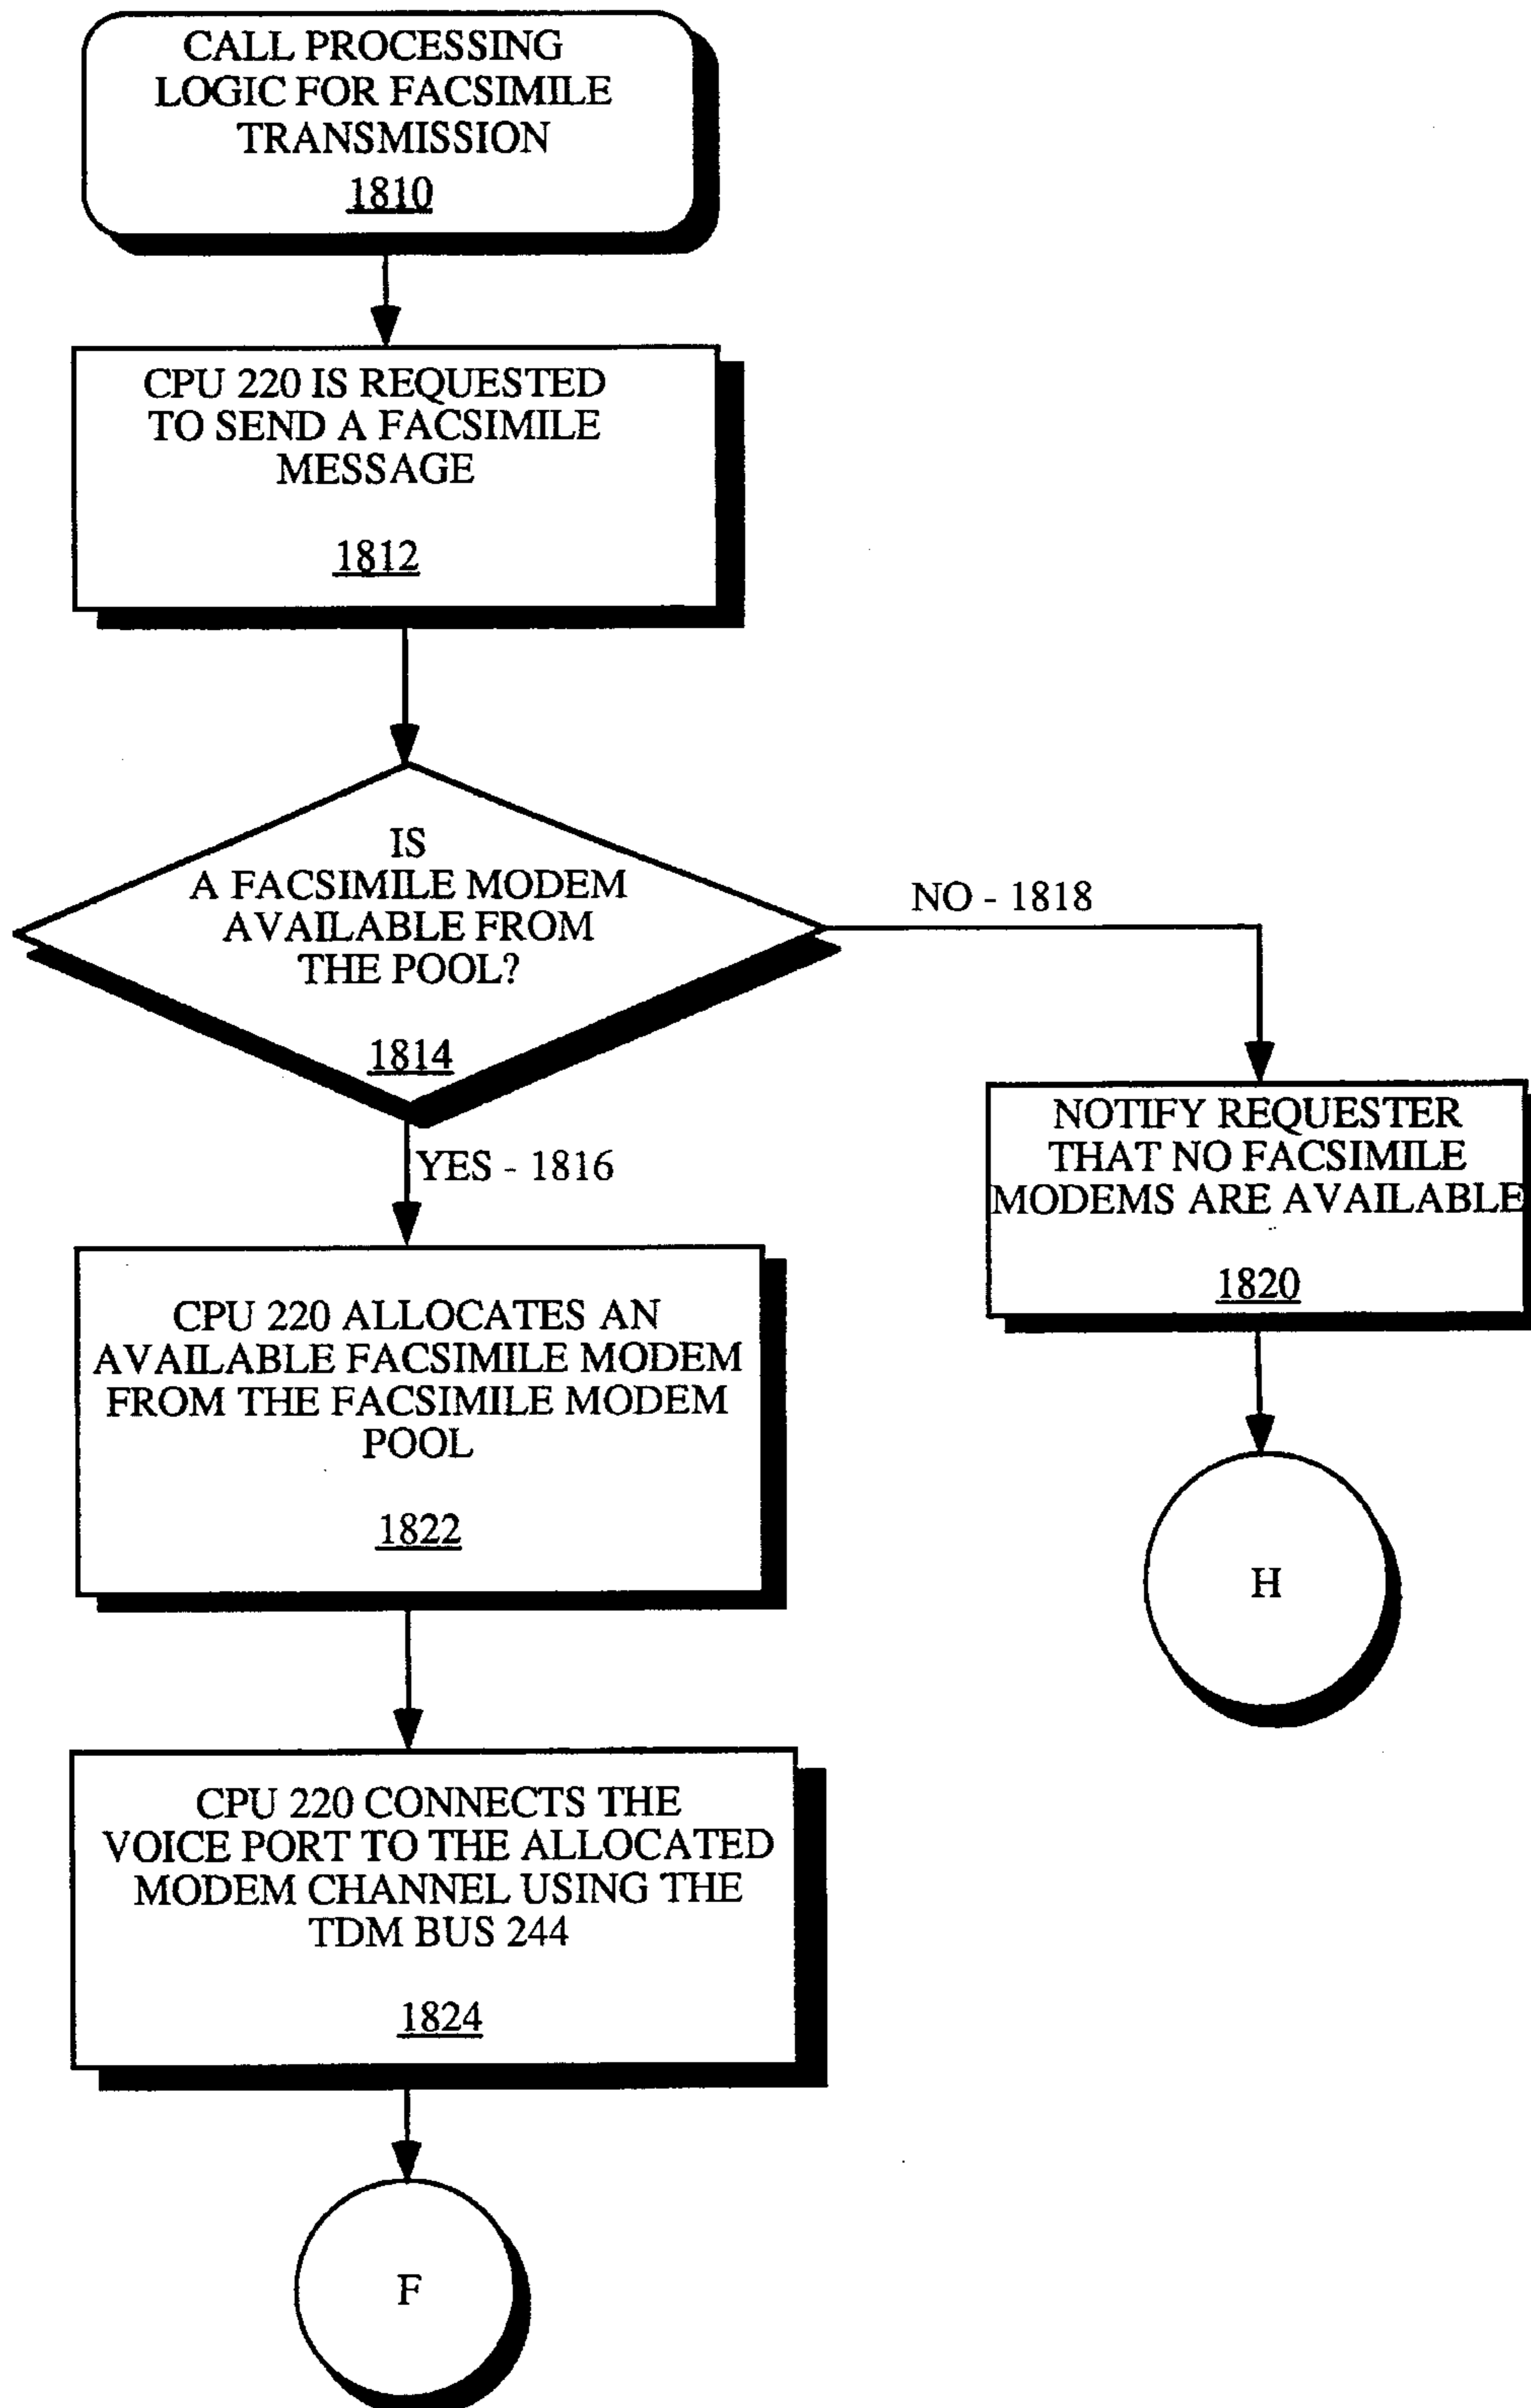 CALL PROCESSING
LOGIC FOR FACSIMILE
TRANSMISSION
1810
CPU 220 IS REQUESTED
TO SEND A FACSIMILE
MESSAGE
1812
IS
A FACSIMILE MODEM
AVAILABLE FROM
THE POOL?
1814
NO - 1818
YES - 1816
NOTIFY REQUESTER
THAT NO FACSIMILE
MODEMS ARE AVAILABLE
1820
H
CPU 220 ALLOCATES AN
AVAILABLE FACSIMILE MODEM
FROM THE FACSIMILE MODEM
POOL
1822
CPU 220 CONNECTS THE
VOICE PORT TO THE ALLOCATED
MODEM CHANNEL USING THE
TDM BUS 244
1824
F